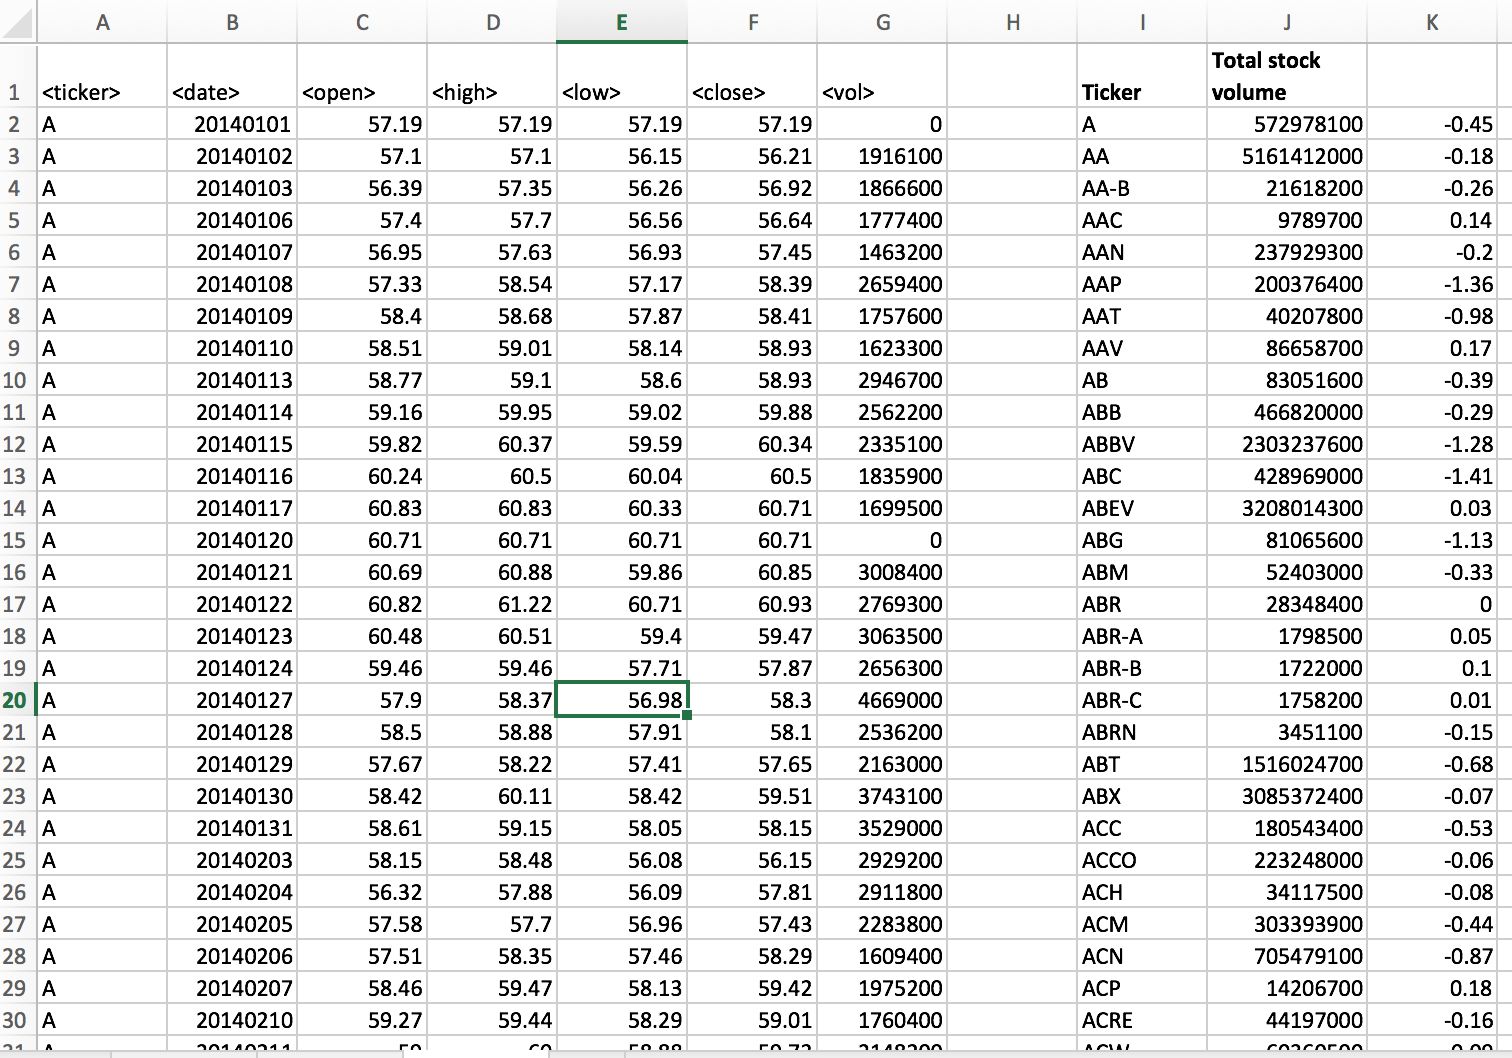 A B C D E F G H I J K
Total stock
1 <ticker> <date> <open> <high> <low> <close> <vol> Ticker volume
2 A 20140101 57.19 57.19 57.19 57.19 0 A 572978100 -0.45
3 A 20140102 57.1 57.1 56.15 56.21 1916100 AA 5161412000 -0.18
4 A 20140103 56.39 57.35 56.26 56.92 1866600 AA-B 21618200 -0.26
5 A 20140106 57.4 57.7 56.56 56.64 1777400 AAC 9789700 0.14
6 A 20140107 56.95 57.63 56.93 57.45 1463200 AAN 237929300 -0.2
7 A 20140108 57.33 58.54 57.17 58.39 2659400 AAP 200376400 -1.36
8 A 20140109 58.4 58.68 57.87 58.41 1757600 AAT 40207800 -0.98
9 A 20140110 58.51 59.01 58.14 58.93 1623300 AAV 86658700 0.17
10 A 20140113 58.77 59.1 58.6 58.93 2946700 AB 83051600 -0.39
11 A 20140114 59.16 59.95 59.02 59.88 2562200 ABB 466820000 -0.29
12 A 20140115 59.82 60.37 59.59 60.34 2335100 ABBV 2303237600 -1.28
13 A 20140116 60.24 60.5 60.04 60.5 1835900 ABC 428969000 -1.41
14 A 20140117 60.83 60.83 60.33 60.71 1699500 ABEV 3208014300 0.03
15 A 20140120 60.71 60.71 60.71 60.71 0 ABG 81065600 -1.13
16 A 20140121 60.69 60.88 59.86 60.85 3008400 ABM 52403000 -0.33
17 A 20140122 60.82 61.22 60.71 60.93 2769300 ABR 28348400 0
18 A 20140123 60.48 60.51 59.4 59.47 3063500 ABR-A 1798500 0.05
19 A 20140124 59.46 59.46 57.71 57.87 2656300 ABR-B 1722000 0.1
20 A 20140127 57.9 58.37 56.98 58.3 4669000 ABR-C 1758200 0.01
21 A 20140128 58.5 58.88 57.91 58.1 2536200 ABRN 3451100 -0.15
22 A 20140129 57.67 58.22 57.41 57.65 2163000 ABT 1516024700 -0.68
23 A 20140130 58.42 60.11 58.42 59.51 3743100 ABX 3085372400 -0.07
24 A 20140131 58.61 59.15 58.05 58.15 3529000 ACC 180543400 -0.53
25 A 20140203 58.15 58.48 56.08 56.15 2929200 ACCO 223248000 -0.06
26 A 20140204 56.32 57.88 56.09 57.81 2911800 ACH 34117500 -0.08
27 A 20140205 57.58 57.7 56.96 57.43 2283800 ACM 303393900 -0.44
28 A 20140206 57.51 58.35 57.46 58.29 1609400 ACN 705479100 -0.87
29 A 20140207 58.46 59.47 58.13 59.42 1975200 ACP 14206700 0.18
30 A 20140210 59.27 59.44 58.29 59.01 1760400 ACRE 44197000 -0.16